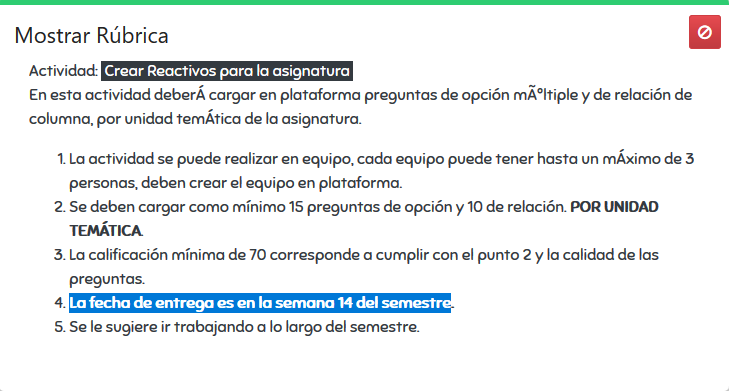 Mostrar Rúbrica
Actividad: Crear Reactivos para la asignatura
En esta actividad deberÁ cargar en plataforma preguntas de opción mÃºltiple y de relación de
columna, por unidad temÁtica de la asignatura.
1. La actividad se puede realizar en equipo, cada equipo puede tener hasta un mÁximo de 3
personas, deben crear el equipo en plataforma.
2. Se deben cargar como mínimo 15 preguntas de opción y 10 de relación. POR UNIDAD
TEMÁTICA.
3. La calificación mínima de 70 corresponde a cumplir con el punto 2 y la calidad de las
preguntas.
4. La fecha de entrega es en la semana 14 del semestre.
5. Se le sugiere ir trabajando a lo largo del semestre.